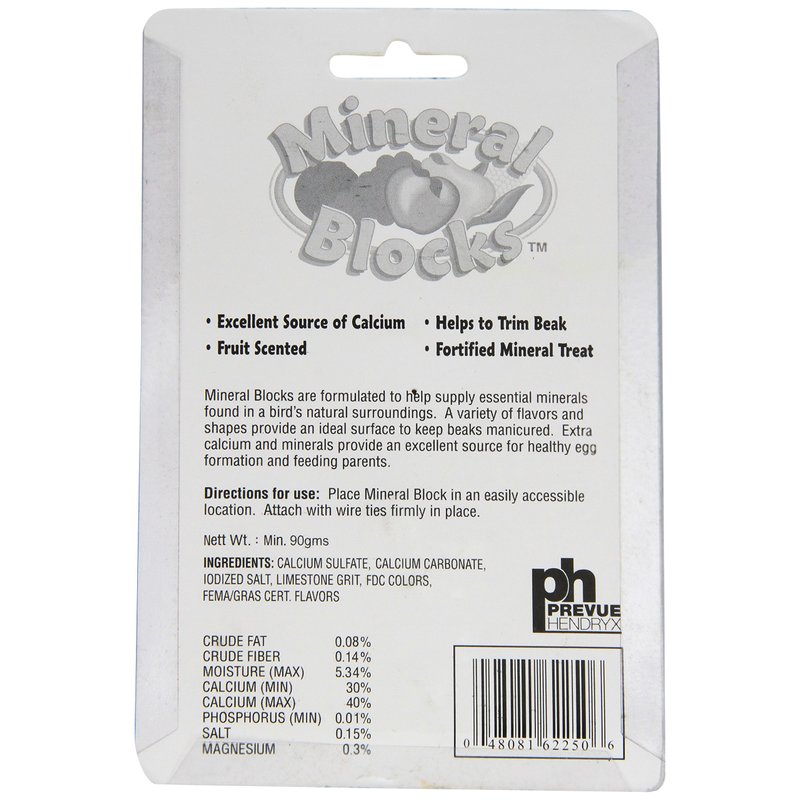 Mineral
Blocks™
• Excellent Source of Calcium • Helps to Trim Beak
• Fruit Scented • Fortified Mineral Treat
Mineral Blocks are formulated to help supply essential minerals
found in a bird's natural surroundings. A variety of flavors and
shapes provide an ideal surface to keep beaks manicured. Extra
calcium and minerals provide an excellent source for healthy egg
formation and feeding parents.
Directions for use: Place Mineral Block in an easily accessible
location. Attach with wire ties firmly in place.
Nett Wt. : Min. 90gms
INGREDIENTS: CALCIUM SULFATE, CALCIUM CARBONATE,
IODIZED SALT, LIMESTONE GRIT, FDC COLORS,
FEMA/GRAS CERT. FLAVORS
ph
PREVUE
HENDRYX
CRUDE FAT 0.08%
CRUDE FIBER 0.14%
MOISTURE (MAX) 5.34%
CALCIUM (MIN) 30%
CALCIUM (MAX) 40%
PHOSPHORUS (MIN) 0.01%
SALT 0.15%
MAGNESIUM 0.3%
0 48081 62250 6